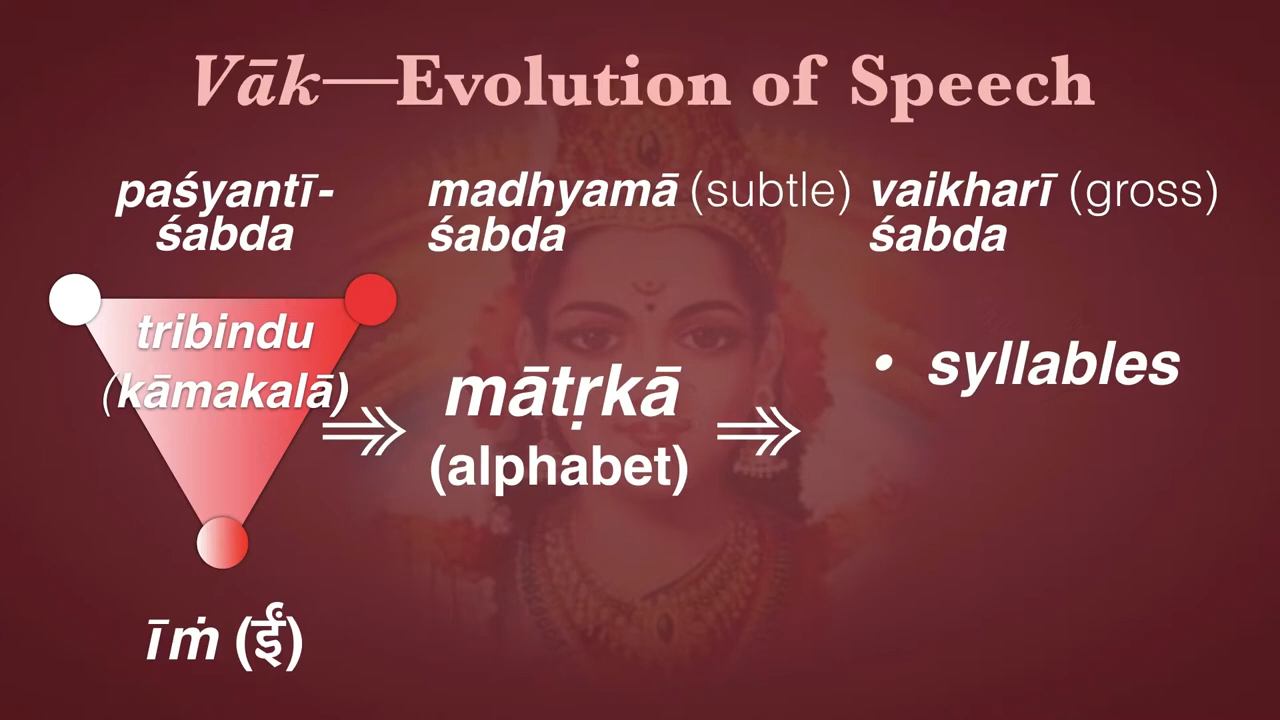 Vāk—Evolution of Speech
paśyantī-
śabda
madhyamā (subtle)
śabda
vaikharī (gross)
śabda
tribindu
(kāmakalā)
mātṛkā
(alphabet)
• syllables
īṁ (ईं)